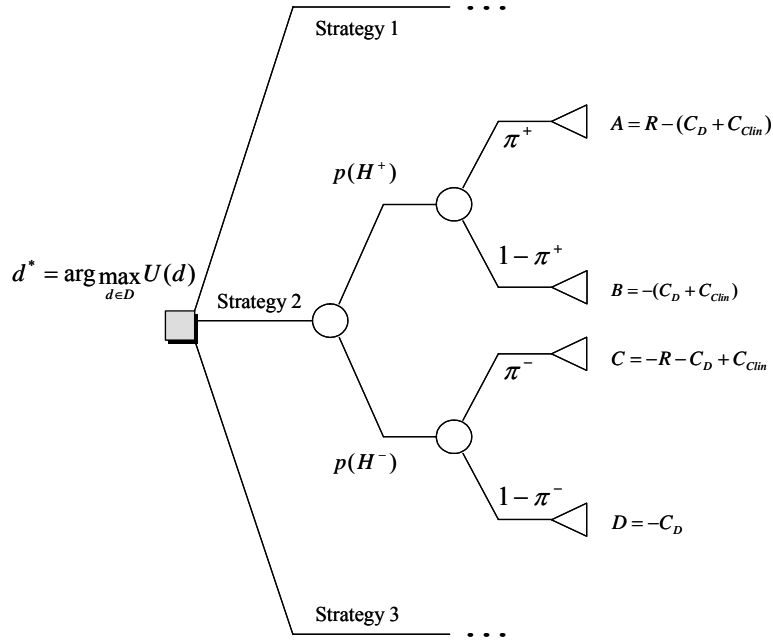 Strategy 1
...
π⁺
A = R − (C_D + C_Clin)
p(H⁺)
1 − π⁺
B = −(C_D + C_Clin)
d* = arg max U(d)
d∈D
Strategy 2
π⁻
C = −R − C_D + C_Clin
p(H⁻)
1 − π⁻
D = −C_D
Strategy 3
...